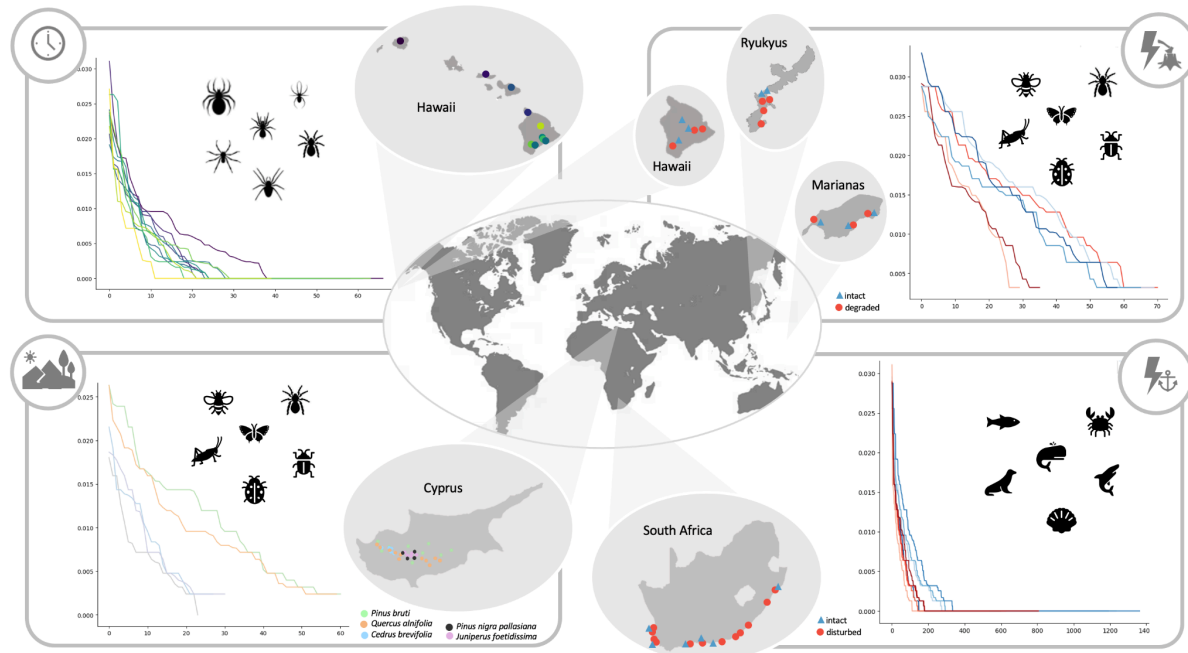 Hawaii
0.030
0.025
0.020
0.015
0.010
0.005
0.000
0 10 20 30 40 50 60
Ryukyus
Hawaii
Marianas
intact
degraded
0.030
0.025
0.020
0.015
0.010
0.005
0 10 20 30 40 50 60 70
Cyprus
0.025
0.020
0.015
0.010
0.005
0.000
0 10 20 30 40 50 60
Pinus bruti
Quercus alnifolia
Cedrus brevifolia
Pinus nigra pallasiana
Juniperus foetidissima
South Africa
intact
disturbed
0.030
0.025
0.020
0.015
0.010
0.005
0.000
0 200 400 600 800 1000 1200 1400